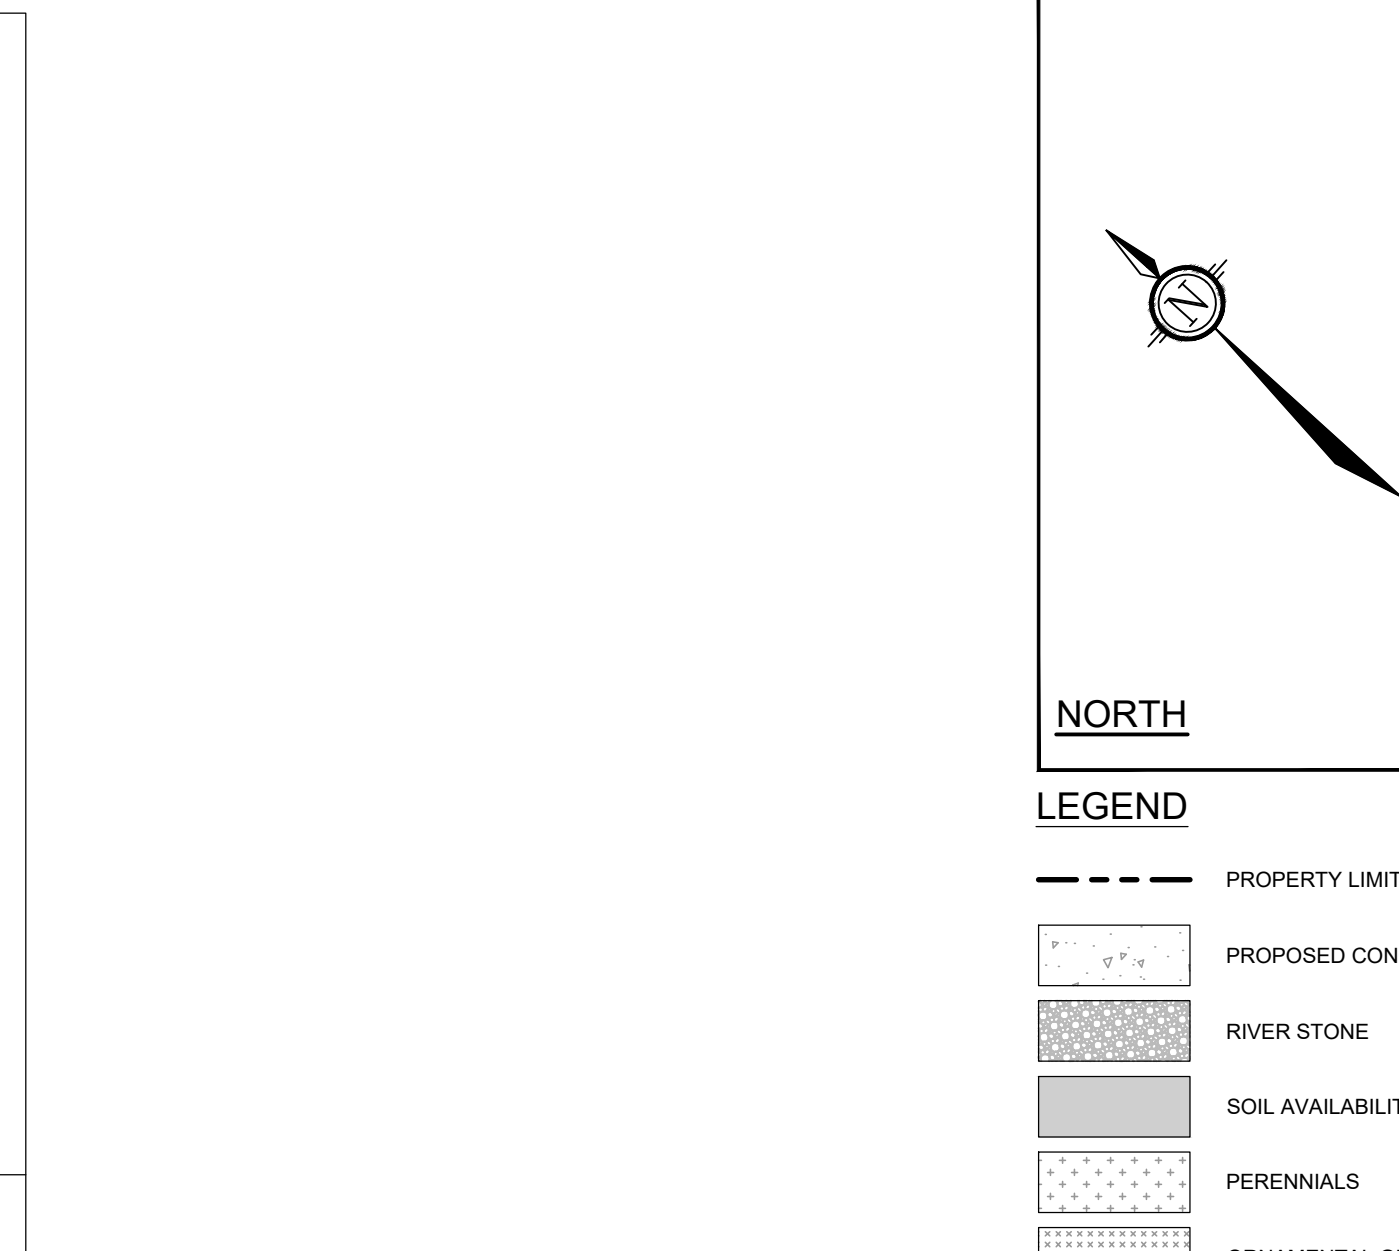 N
NORTH
LEGEND
PROPERTY LIMIT
PROPOSED CON
RIVER STONE
SOIL AVAILABILIT
PERENNIALS